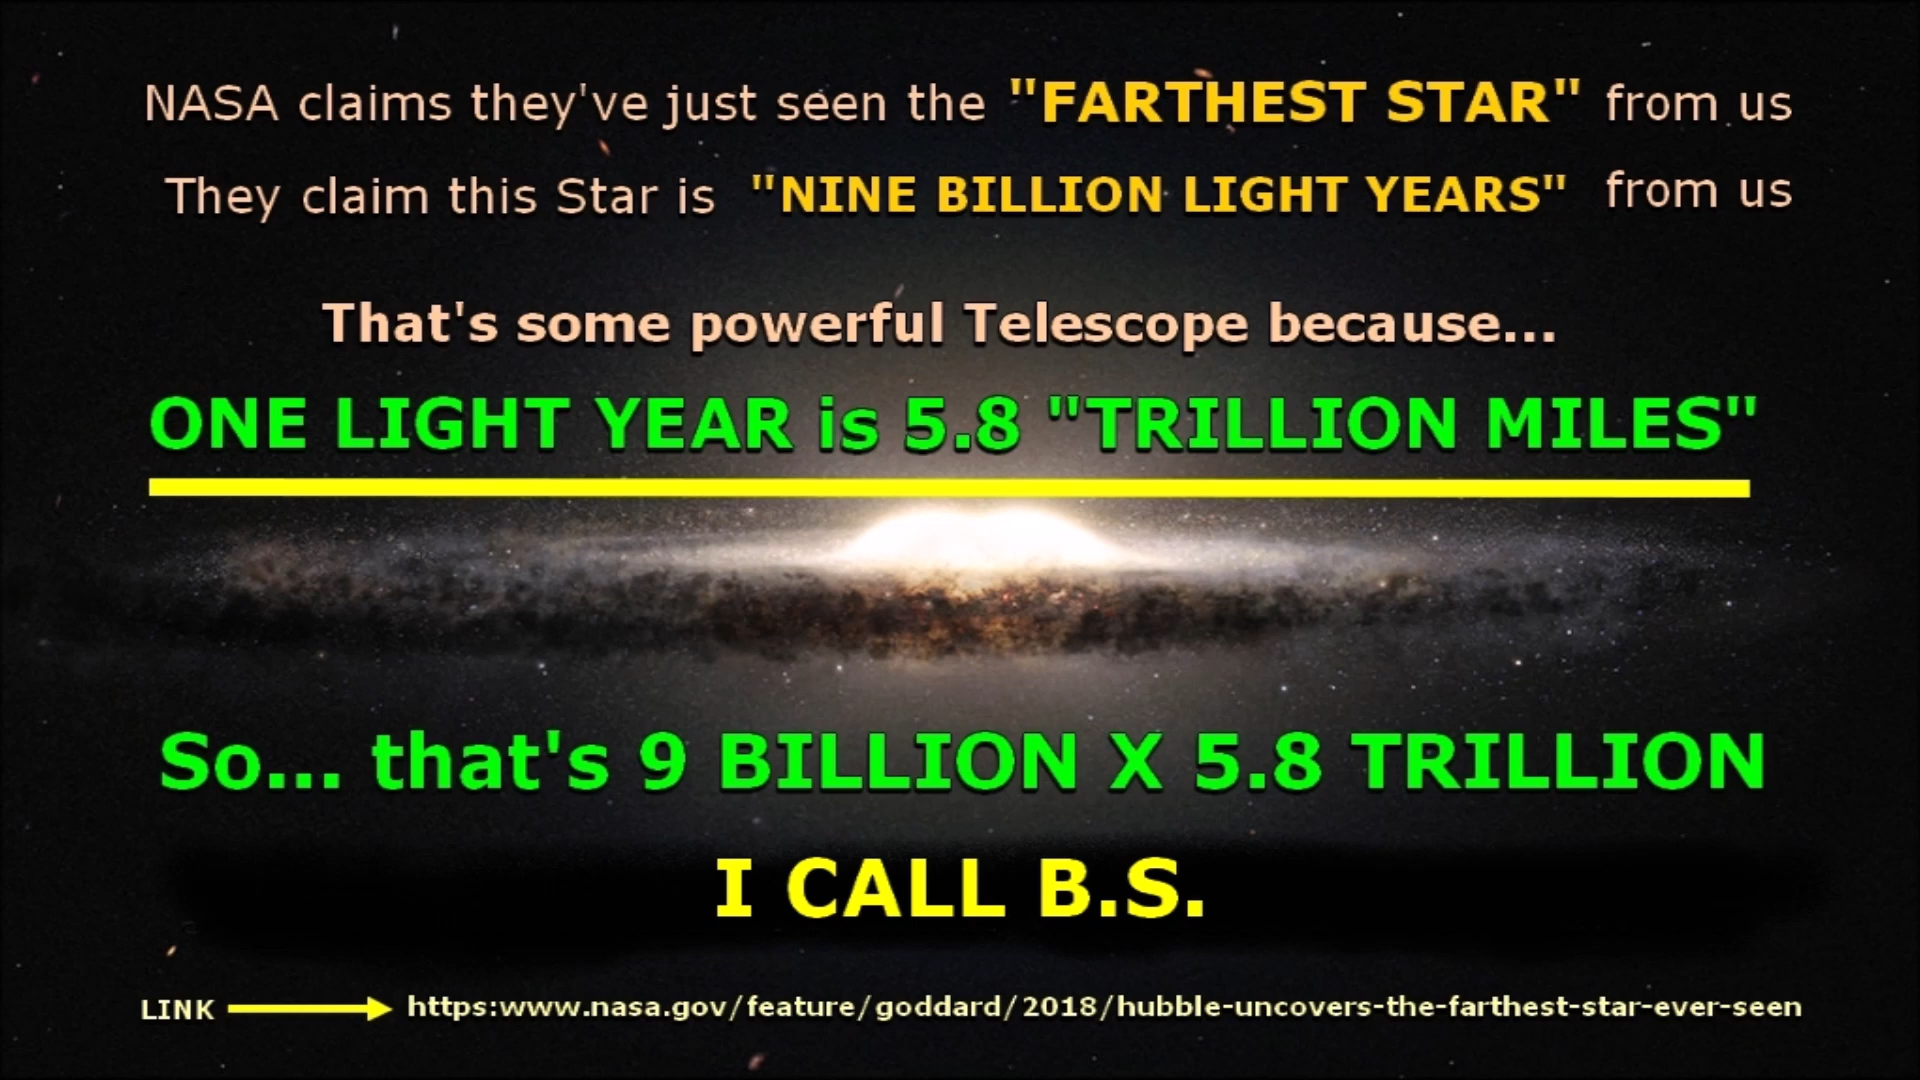 NASA claims they've just seen the "FARTHEST STAR" from us
They claim this Star is "NINE BILLION LIGHT YEARS" from us
That's some powerful Telescope because...
ONE LIGHT YEAR is 5.8 "TRILLION MILES"
So... that's 9 BILLION X 5.8 TRILLION
I CALL B.S.
LINK https:www.nasa.gov/feature/goddard/2018/hubble-uncovers-the-farthest-star-ever-seen